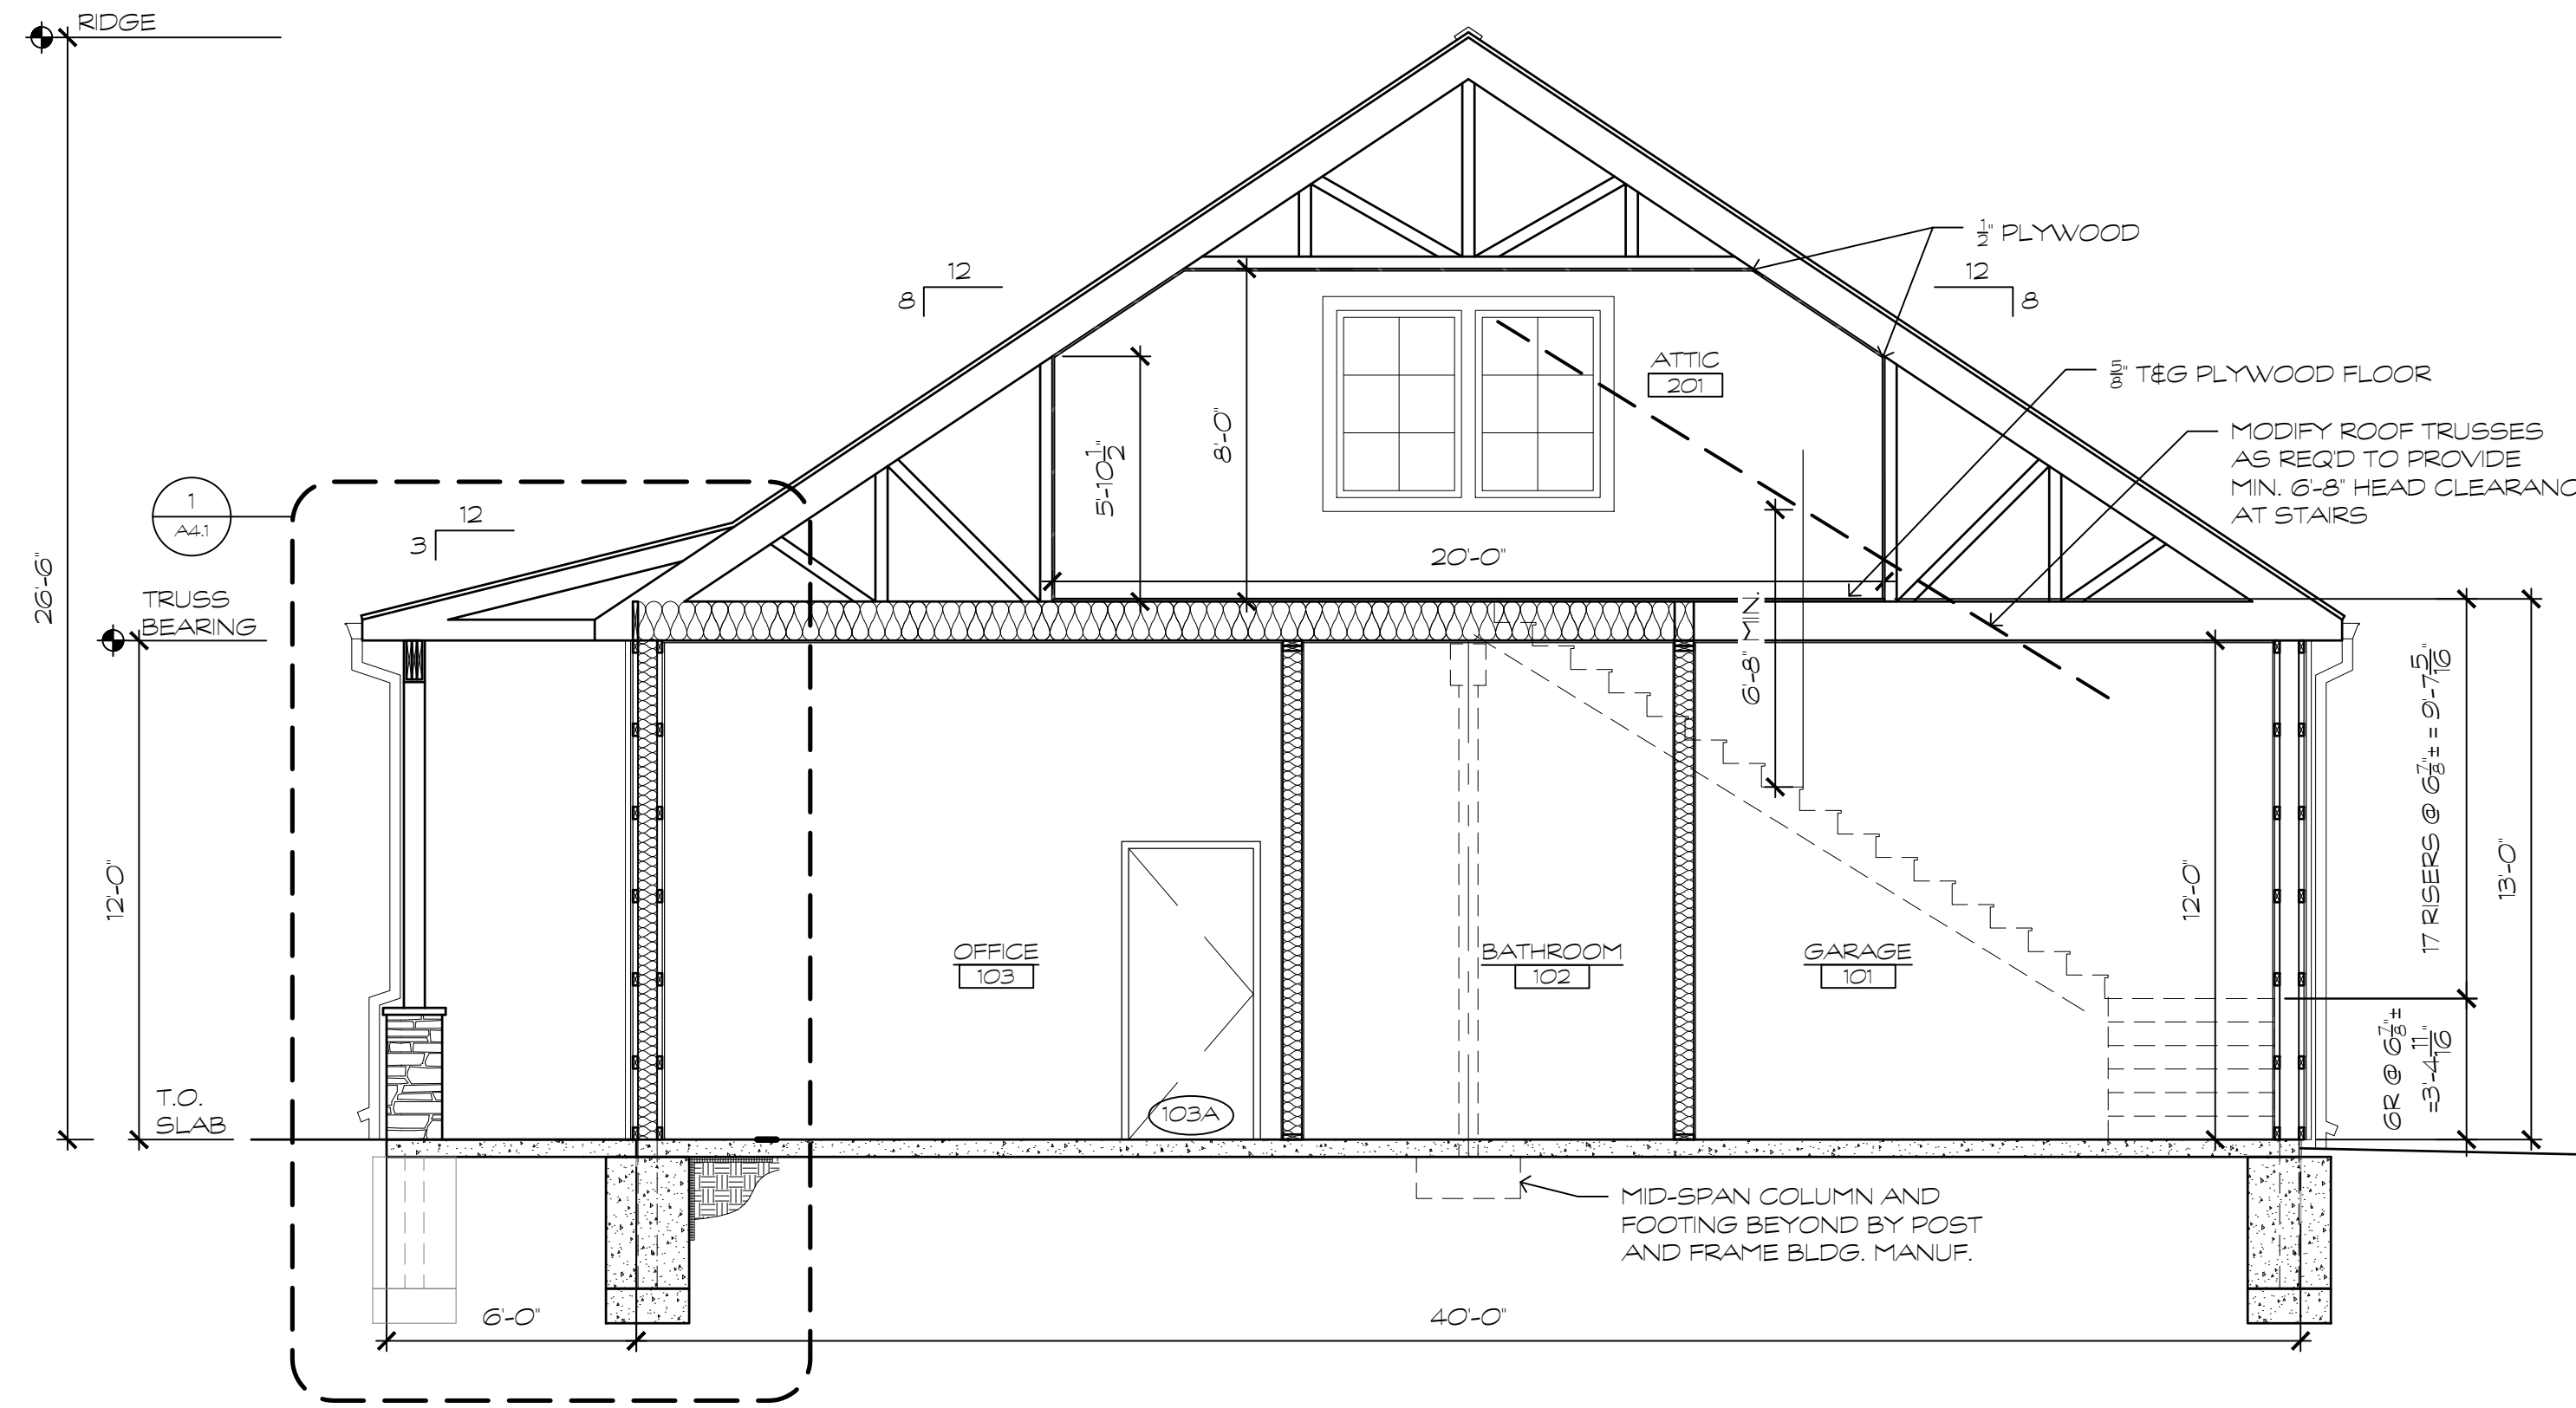 RIDGE
26'-6"
12
8
1/2" PLYWOOD
12
8
ATTIC
201
5/8" T&G PLYWOOD FLOOR
MODIFY ROOF TRUSSES
AS REQ'D TO PROVIDE
MIN. 6'-8" HEAD CLEARANC
AT STAIRS
5'-10 1/2"
8'-0"
20'-0"
1
A4.1
12
3
TRUSS
BEARING
12'-0"
6'-8" MIN.
17 RISERS @ 6 7/8"± = 9'-7 5/16"
13'-0"
12'-0"
OFFICE
103
BATHROOM
102
GARAGE
101
103A
6R @ 6 7/8"±
=3'-4 11/16"
T.O.
SLAB
MID-SPAN COLUMN AND
FOOTING BEYOND BY POST
AND FRAME BLDG. MANUF.
6'-0"
40'-0"